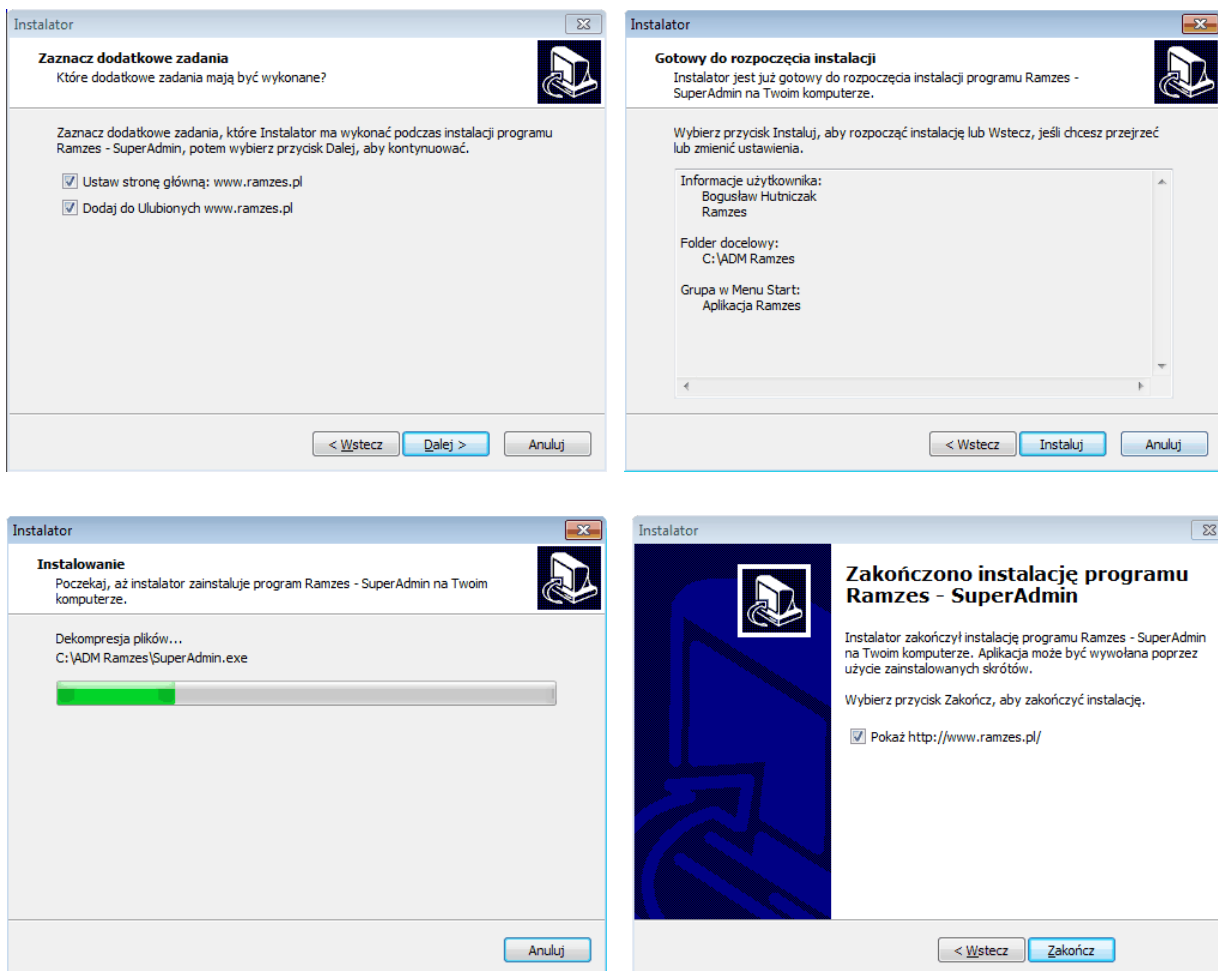 Instalator
Zaznacz dodatkowe zadania
Które dodatkowe zadania mają być wykonane?
Zaznacz dodatkowe zadania, które Instalator ma wykonać podczas instalacji programu
Ramzes - SuperAdmin, potem wybierz przycisk Dalej, aby kontynuować.
Ustaw stronę główną: www.ramzes.pl
Dodaj do Ulubionych www.ramzes.pl
< Wstecz
Dalej >
Anuluj
Instalator
Gotowy do rozpoczęcia instalacji
Instalator jest już gotowy do rozpoczęcia instalacji programu Ramzes -
SuperAdmin na Twoim komputerze.
Wybierz przycisk Instaluj, aby rozpocząć instalację lub Wstecz, jeśli chcesz przejrzeć
lub zmienić ustawienia.
Informacje użytkownika:
Bogusław Hutniczak
Ramzes
Folder docelowy:
C:\ADM Ramzes
Grupa w Menu Start:
Aplikacja Ramzes
< Wstecz
Instaluj
Anuluj
Instalator
Instalowanie
Poczekaj, aż instalator zainstaluje program Ramzes - SuperAdmin na Twoim
komputerze.
Dekompresja plików...
C:\ADM Ramzes\SuperAdmin.exe
Anuluj
Instalator
Zakończono instalację programu
Ramzes - SuperAdmin
Instalator zakończył instalację programu Ramzes - SuperAdmin
na Twoim komputerze. Aplikacja może być wywołana poprzez
użycie zainstalowanych skrótów.
Wybierz przycisk Zakończ, aby zakończyć instalację.
Pokaż http://www.ramzes.pl/
< Wstecz
Zakończ